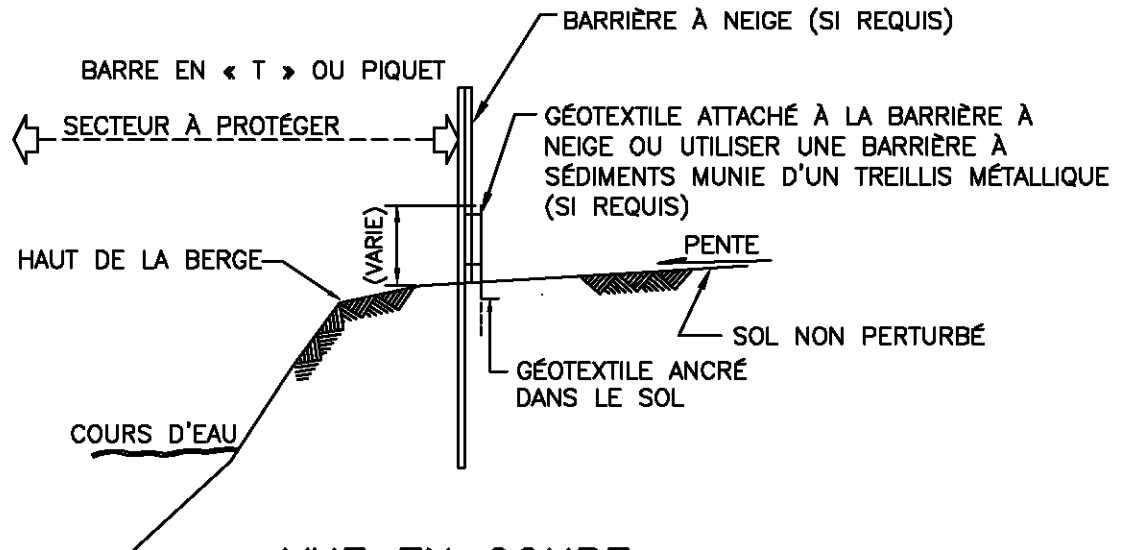 BARRIÈRE À NEIGE (SI REQUIS)
BARRE EN « T » OU PIQUET
SECTEUR À PROTÉGER
GÉOTEXTILE ATTACHÉ À LA BARRIÈRE À
NEIGE OU UTILISER UNE BARRIÈRE À
SÉDIMENTS MUNIE D'UN TREILLIS MÉTALLIQUE
(SI REQUIS)
(VARIE)
PENTE
HAUT DE LA BERGE
SOL NON PERTURBÉ
GÉOTEXTILE ANCRÉ
DANS LE SOL
COURS D'EAU